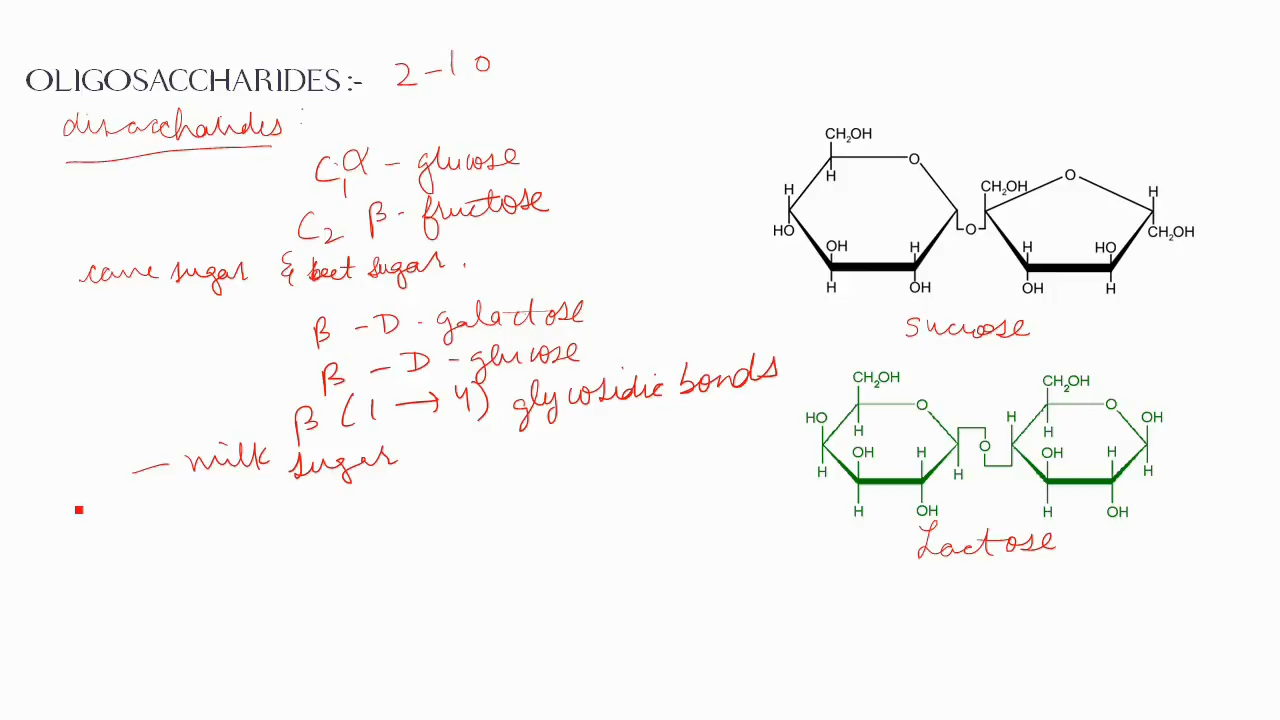 OLIGOSACCHARIDES :- 2-10
disaccharides :
C1 α - glucose
C2 β - fructose
cane sugar & beet sugar.
β - D - galactose
β - D - glucose
β (1 → 4) glycosidic bonds
- milk sugar
CH2OH
O
H
H
HO
OH
H
H
OH
O
CH2OH
O
H
CH2OH
H
HO
OH
H
Sucrose
CH2OH
O
HO
H
H
OH
H
H
H
OH
O
CH2OH
O
H
OH
H
OH
H
H
H
OH
Lactose